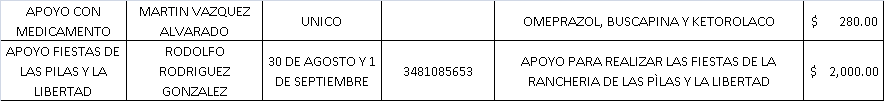 APOYO CON MEDICAMENTO MARTIN VAZQUEZ ALVARADO UNICO OMEPRAZOL, BUSCAPINA Y KETOROLACO $ 280.00
APOYO FIESTAS DE LAS PILAS Y LA LIBERTAD RODOLFO RODRIGUEZ GONZALEZ 30 DE AGOSTO Y 1 DE SEPTIEMBRE 3481085653 APOYO PARA REALIZAR LAS FIESTAS DE LA RANCHERIA DE LAS PÌLAS Y LA LIBERTAD $ 2,000.00